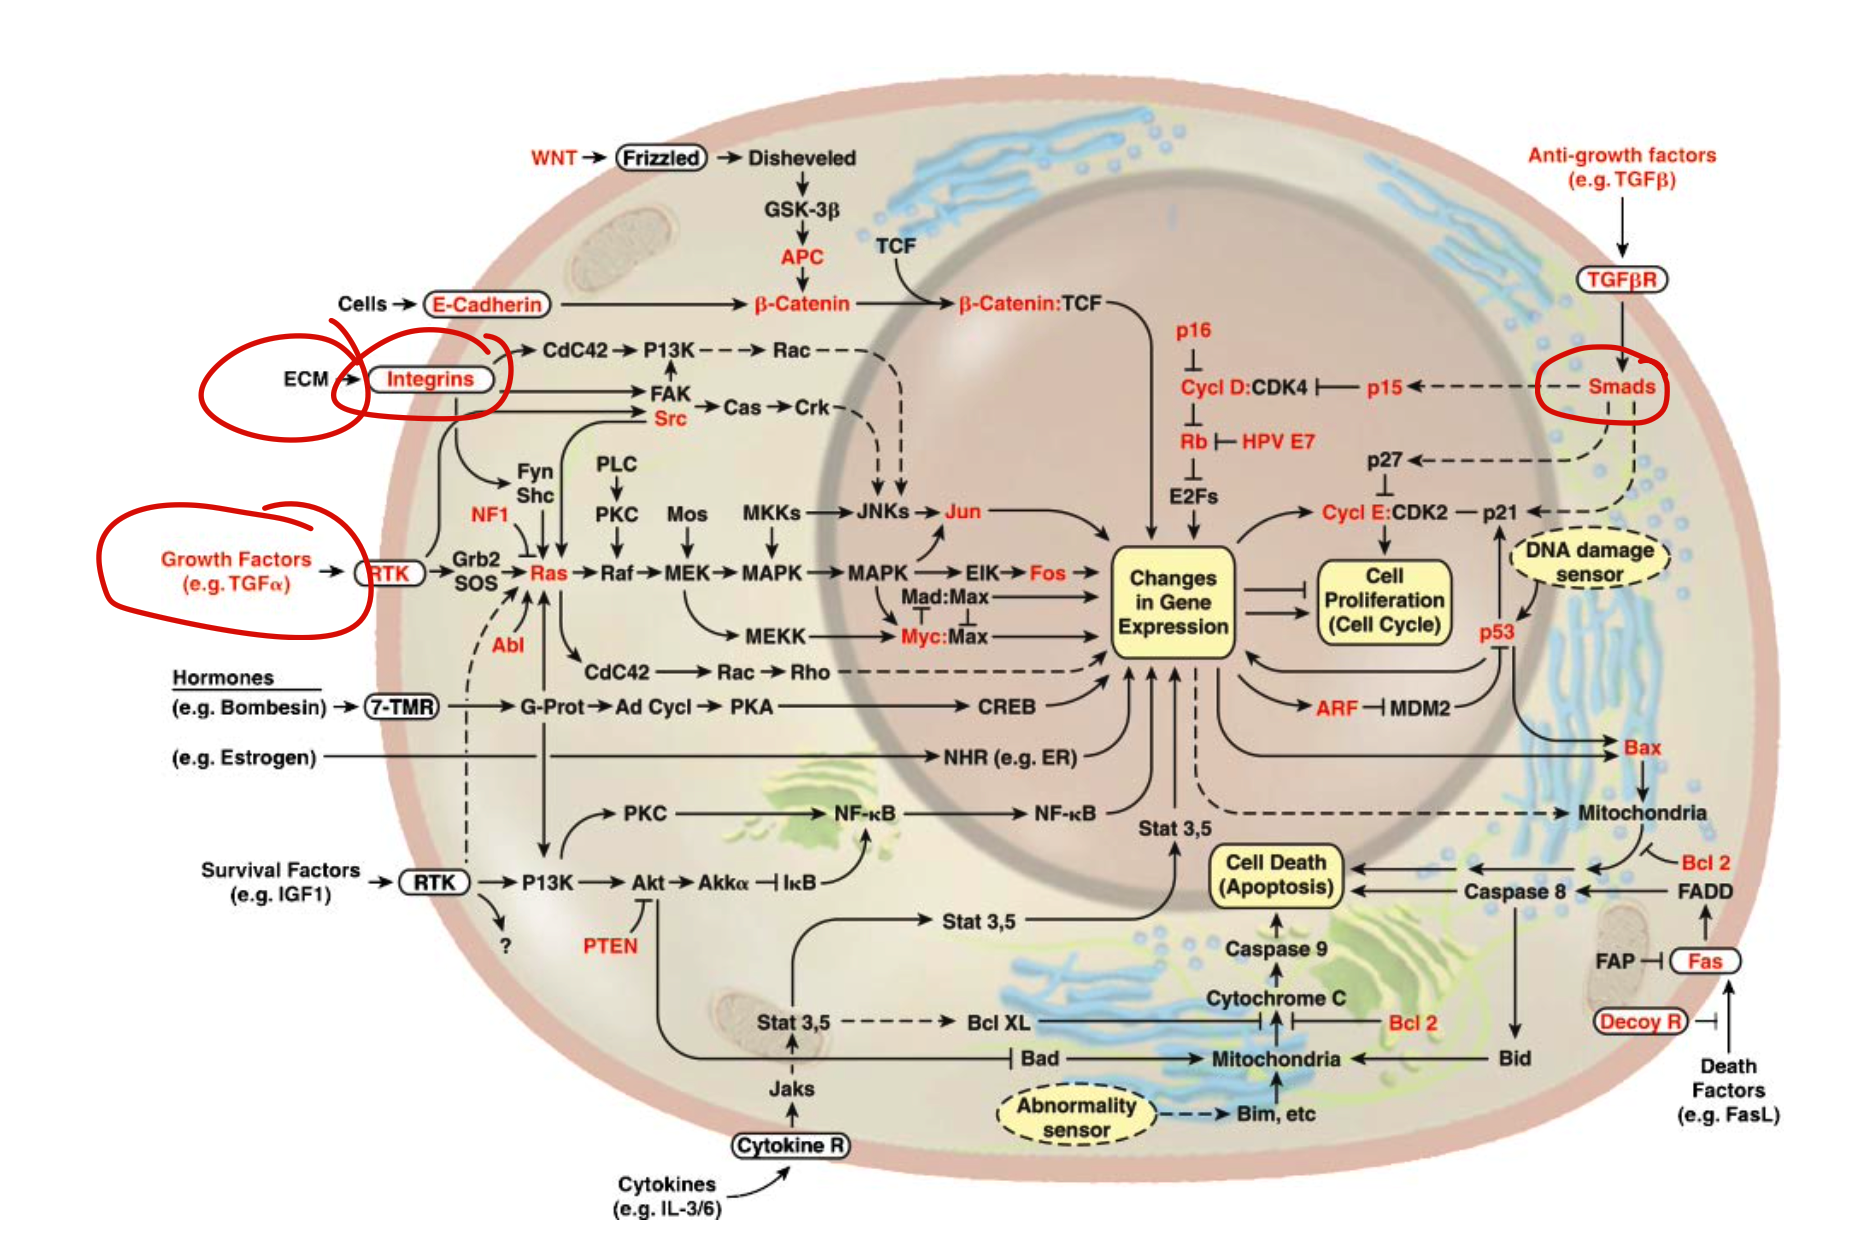 WNT Frizzled Disheveled
GSK-3β
APC
TCF
Cells E-Cadherin β-Catenin β-Catenin:TCF
ECM Integrins CdC42 P13K Rac
FAK
Src Cas Crk
Fyn
Shc
PLC
PKC
NF1
Mos
MKKs JNKs Jun
Growth Factors
(e.g. TGFα)
RTK
Grb2
SOS
Ras Raf MEK MAPK MAPK ElK Fos
Mad:Max
MEKK Myc:Max
Abl
CdC42 Rac Rho
Hormones
(e.g. Bombesin) 7-TMR G-Prot Ad Cycl PKA CREB
(e.g. Estrogen) NHR (e.g. ER)
PKC NF-κB NF-κB
Stat 3,5
Survival Factors
(e.g. IGF1)
RTK P13K Akt Akkα IκB
?
PTEN
Stat 3,5
Stat 3,5 Bcl XL
Bad
Jaks
Cytokine R
Cytokines
(e.g. IL-3/6)
Anti-growth factors
(e.g. TGFβ)
TGFβR
Smads
p16
Cycl D:CDK4 p15
Rb HPV E7
E2Fs
p27
Cycl E:CDK2 p21
DNA damage
sensor
Changes
in Gene
Expression
Cell
Proliferation
(Cell Cycle)
p53
ARF MDM2
Bax
Mitochondria
Bcl 2
Cell Death
(Apoptosis)
Caspase 8 FADD
Caspase 9
FAP Fas
Cytochrome C
Bcl 2
Decoy R
Mitochondria Bid
Death
Factors
(e.g. FasL)
Abnormality
sensor
Bim, etc